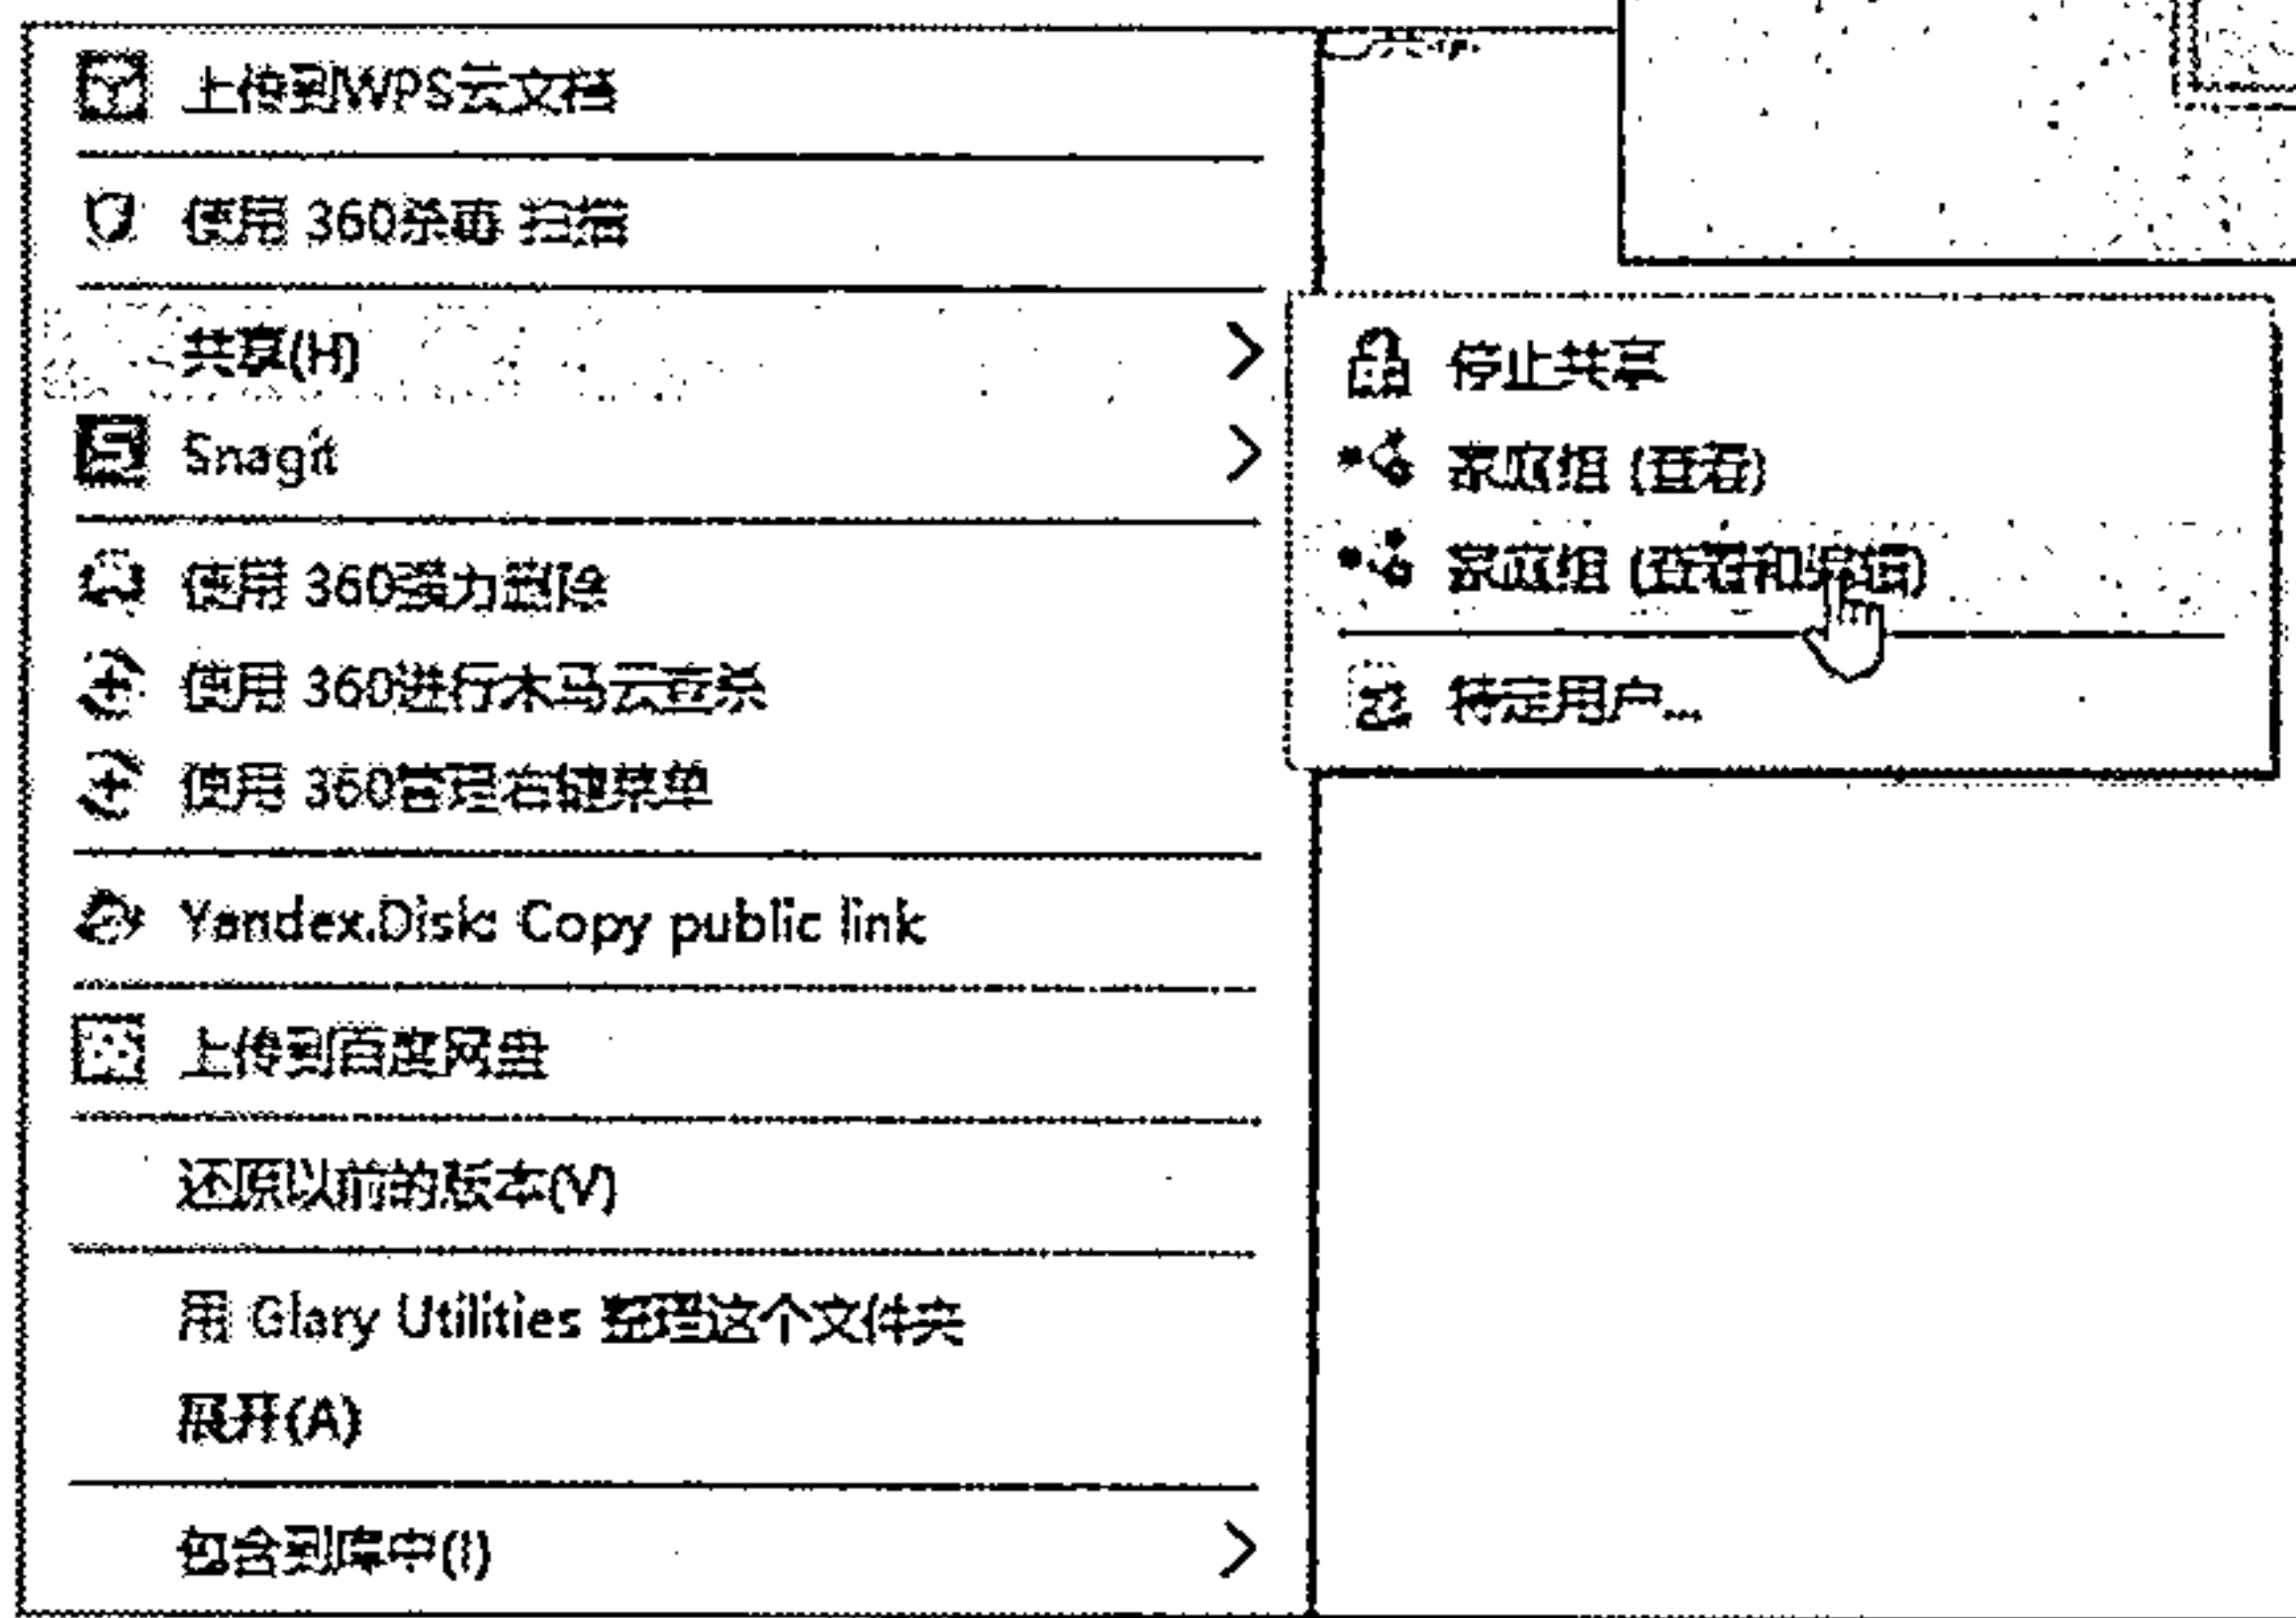 上传到WPS云文档
使用 360杀毒 扫描
共享(H)
Snagit
使用 360强力删除
使用 360进行木马云查杀
使用 360管理右键菜单
Yandex.Disk: Copy public link
上传到百度网盘
还原以前的版本(V)
用 Glary Utilities 整理这个文件夹
展开(A)
包含到库中(I)
停止共享
家庭组 (查看)
家庭组 (查看和编辑)
特定用户...